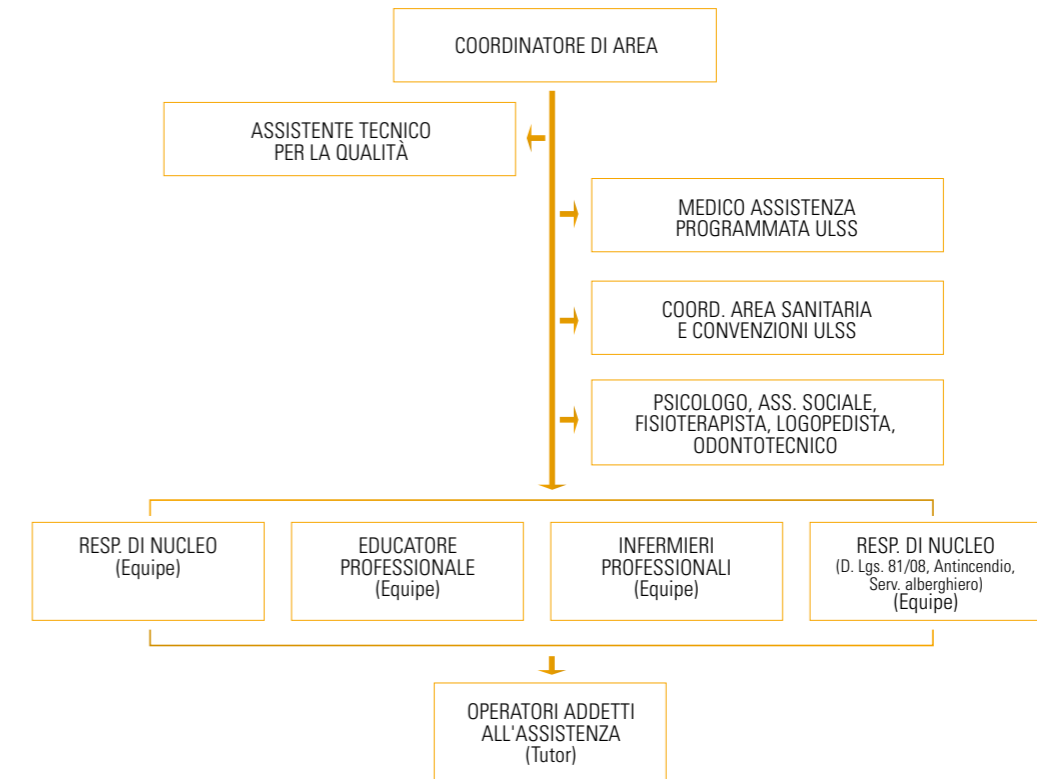 COORDINATORE DI AREA
ASSISTENTE TECNICO
PER LA QUALITÀ
MEDICO ASSISTENZA
PROGRAMMATA ULSS
COORD. AREA SANITARIA
E CONVENZIONI ULSS
PSICOLOGO, ASS. SOCIALE,
FISIOTERAPISTA, LOGOPEDISTA,
ODONTOTECNICO
RESP. DI NUCLEO
(Equipe)
EDUCATORE
PROFESSIONALE
(Equipe)
INFERMIERI
PROFESSIONALI
(Equipe)
RESP. DI NUCLEO
(D. Lgs. 81/08, Antincendio,
Serv. alberghiero)
(Equipe)
OPERATORI ADDETTI
ALL'ASSISTENZA
(Tutor)